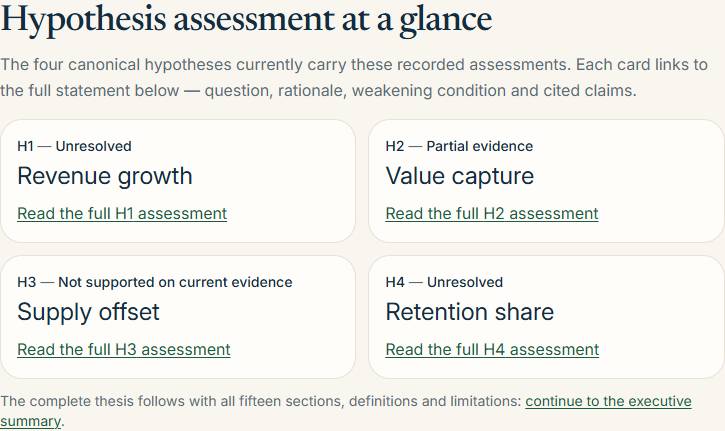 Hypothesis assessment at a glance
The four canonical hypotheses currently carry these recorded assessments. Each card links to
the full statement below — question, rationale, weakening condition and cited claims.
H1 — Unresolved
Revenue growth
Read the full H1 assessment
H2 — Partial evidence
Value capture
Read the full H2 assessment
H3 — Not supported on current evidence
Supply offset
Read the full H3 assessment
H4 — Unresolved
Retention share
Read the full H4 assessment
The complete thesis follows with all fifteen sections, definitions and limitations: continue to the executive
summary.